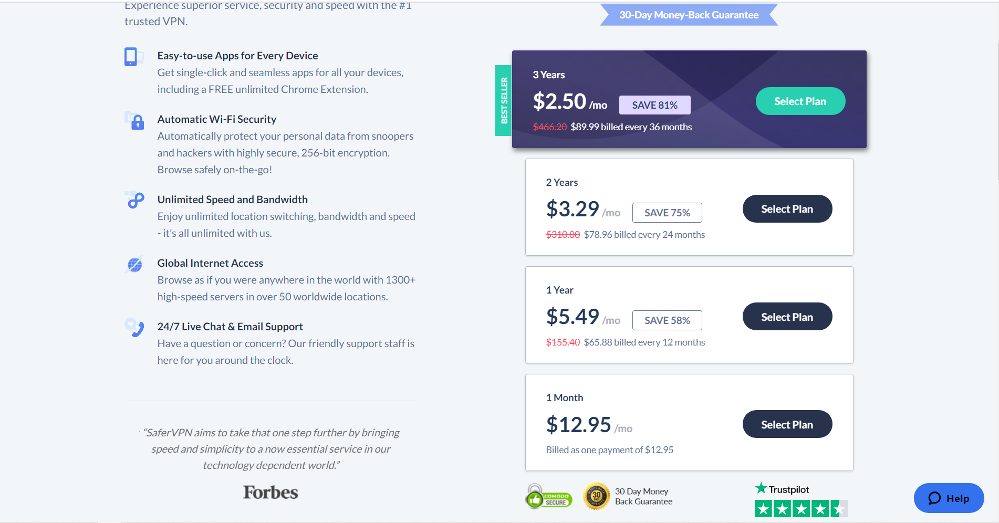 Experience superior service, security and speed with the #1
trusted VPN.
Easy-to-use Apps for Every Device
Get single-click and seamless apps for all your devices,
including a FREE unlimited Chrome Extension.
Automatic Wi-Fi Security
Automatically protect your personal data from snoopers
and hackers with highly secure, 256-bit encryption.
Browse safely on-the-go!
Unlimited Speed and Bandwidth
Enjoy unlimited location switching, bandwidth and speed
- it’s all unlimited with us.
Global Internet Access
Browse as if you were anywhere in the world with 1300+
high-speed servers in over 50 worldwide locations.
24/7 Live Chat & Email Support
Have a question or concern? Our friendly support staff is
here for you around the clock.
“SaferVPN aims to take that one step further by bringing
speed and simplicity to a now essential service in our
technology dependent world.”
Forbes
30-Day Money-Back Guarantee
BEST SELLER
3 Years
$2.50 /mo SAVE 81%
$466.20 $89.99 billed every 36 months
Select Plan
2 Years
$3.29 /mo SAVE 75%
$310.80 $78.96 billed every 24 months
Select Plan
1 Year
$5.49 /mo SAVE 58%
$155.40 $65.88 billed every 12 months
Select Plan
1 Month
$12.95 /mo
Billed as one payment of $12.95
Select Plan
COMODO
SECURE
MONEY BACK
30
DAY
GUARANTEE
30 Day Money
Back Guarantee
Trustpilot
Help